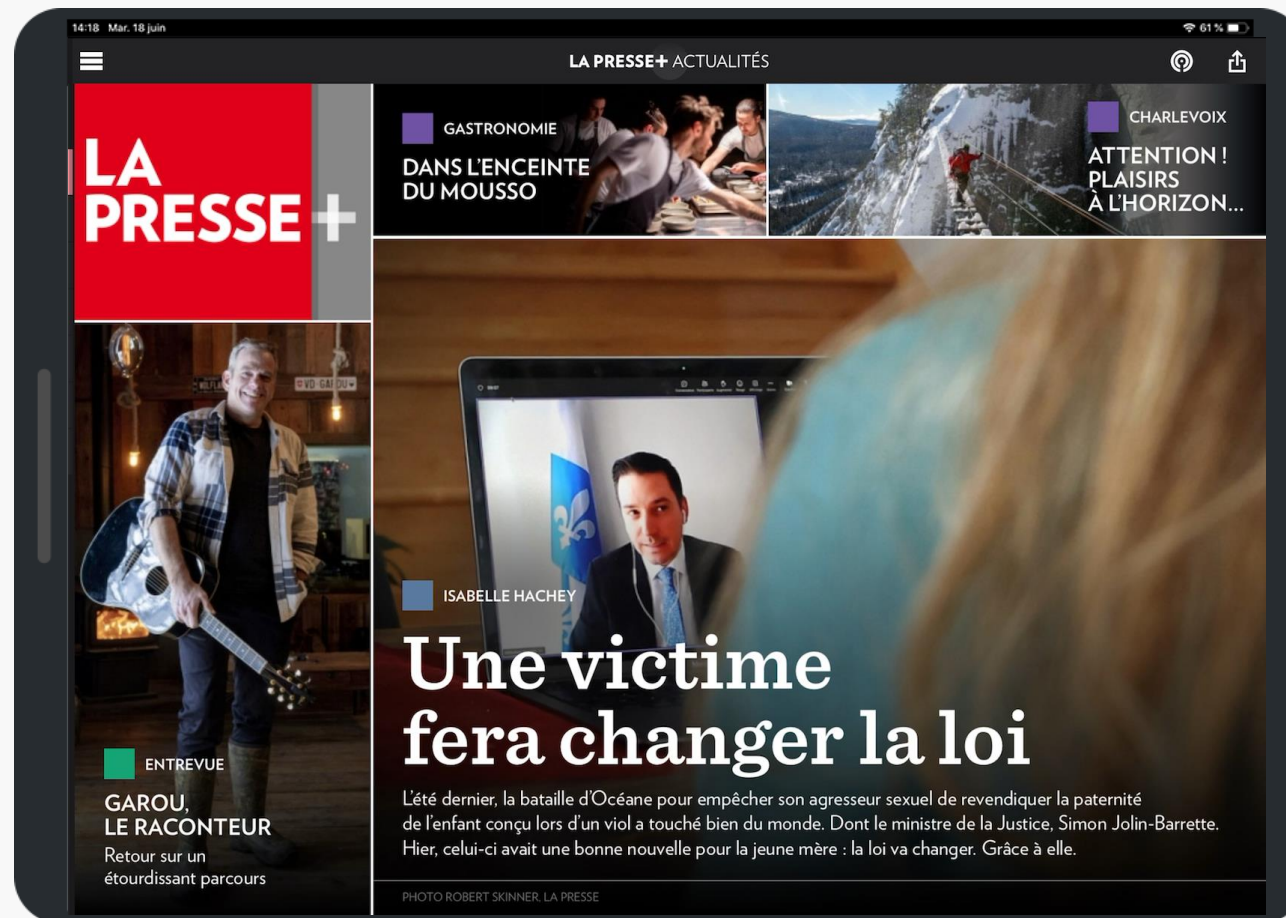 14:18 Mar. 18 juin
61 %
LA PRESSE+ ACTUALITÉS
LA
PRESSE+
GASTRONOMIE
DANS L'ENCEINTE
DU MOUSSO
CHARLEVOIX
ATTENTION !
PLAISIRS
À L'HORIZON...
ENTREVUE
GAROU,
LE RACONTEUR
Retour sur un
étourdissant parcours
ISABELLE HACHEY
Une victime
fera changer la loi
L'été dernier, la bataille d'Océane pour empêcher son agresseur sexuel de revendiquer la paternité
de l'enfant conçu lors d'un viol a touché bien du monde. Dont le ministre de la Justice, Simon Jolin-Barrette.
Hier, celui-ci avait une bonne nouvelle pour la jeune mère : la loi va changer. Grâce à elle.
PHOTO ROBERT SKINNER, LA PRESSE